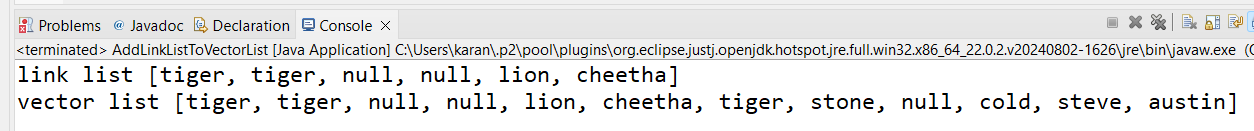 Problems @ Javadoc Declaration Console ×
<terminated> AddLinkListToVectorList [Java Application] C:\Users\karan\.p2\pool\plugins\org.eclipse.justj.openjdk.hotspot.jre.full.win32.x86_64_22.0.2.v20240802-1626\jre\bin\javaw.exe (
link list [tiger, tiger, null, null, lion, cheetha]
vector list [tiger, tiger, null, null, lion, cheetha, tiger, stone, null, cold, steve, austin]